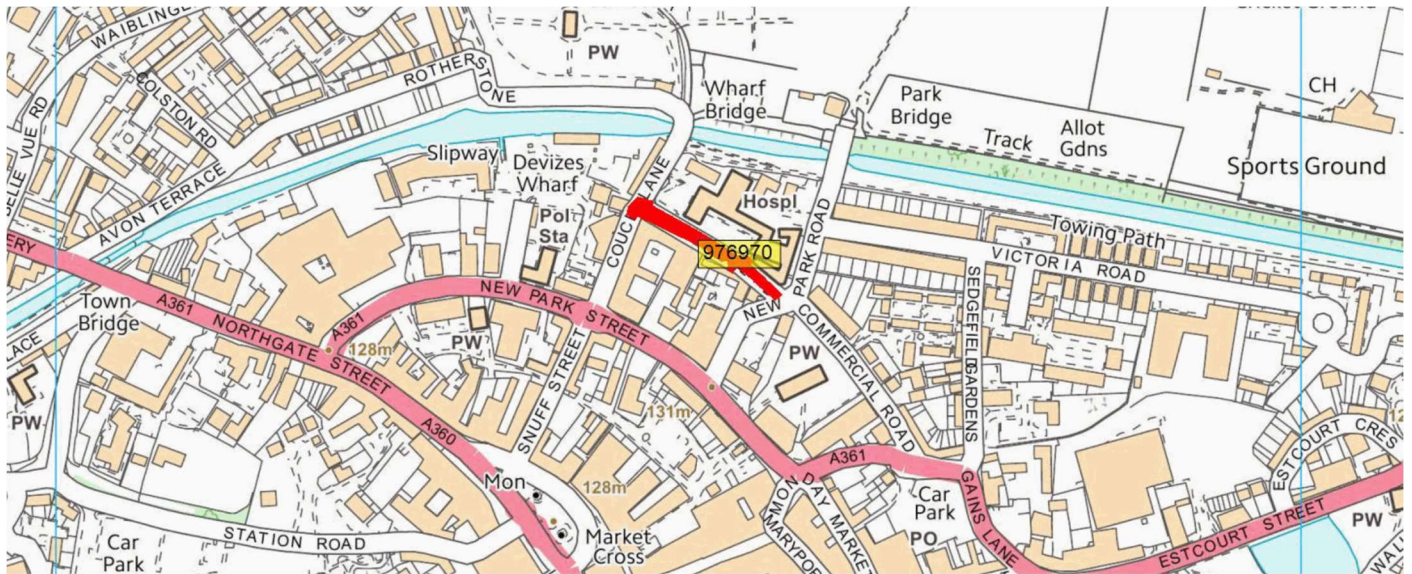 WAIBLINGE
PW
Wharf
Bridge
Park
Bridge
CH
ROTHERSTONE
COLSTON RD
BELLE VUE RD
Track
Allot
Gdns
Sports Ground
Slipway
Devizes
Wharf
AVON TERRACE
COUCH LANE
Hospl
Pol
Sta
976970
NEW PARK ROAD
Towing Path
VICTORIA ROAD
ERY
Town
Bridge
A361
NORTHGATE STREET
A361
128m
NEW PARK STREET
PW
SNUFF STREET
PW
COMMERCIAL ROAD
SEDGEFIELD GARDENS
LACE
PW
A360
131m
A361
Mon
128m
MONDAY MARKET
MARYPOR
Car
Park
PO
GAINS LANE
ESTCOURT CRES
ESTCOURT STREET
PW
STATION ROAD
Car
Park
Market
Cross